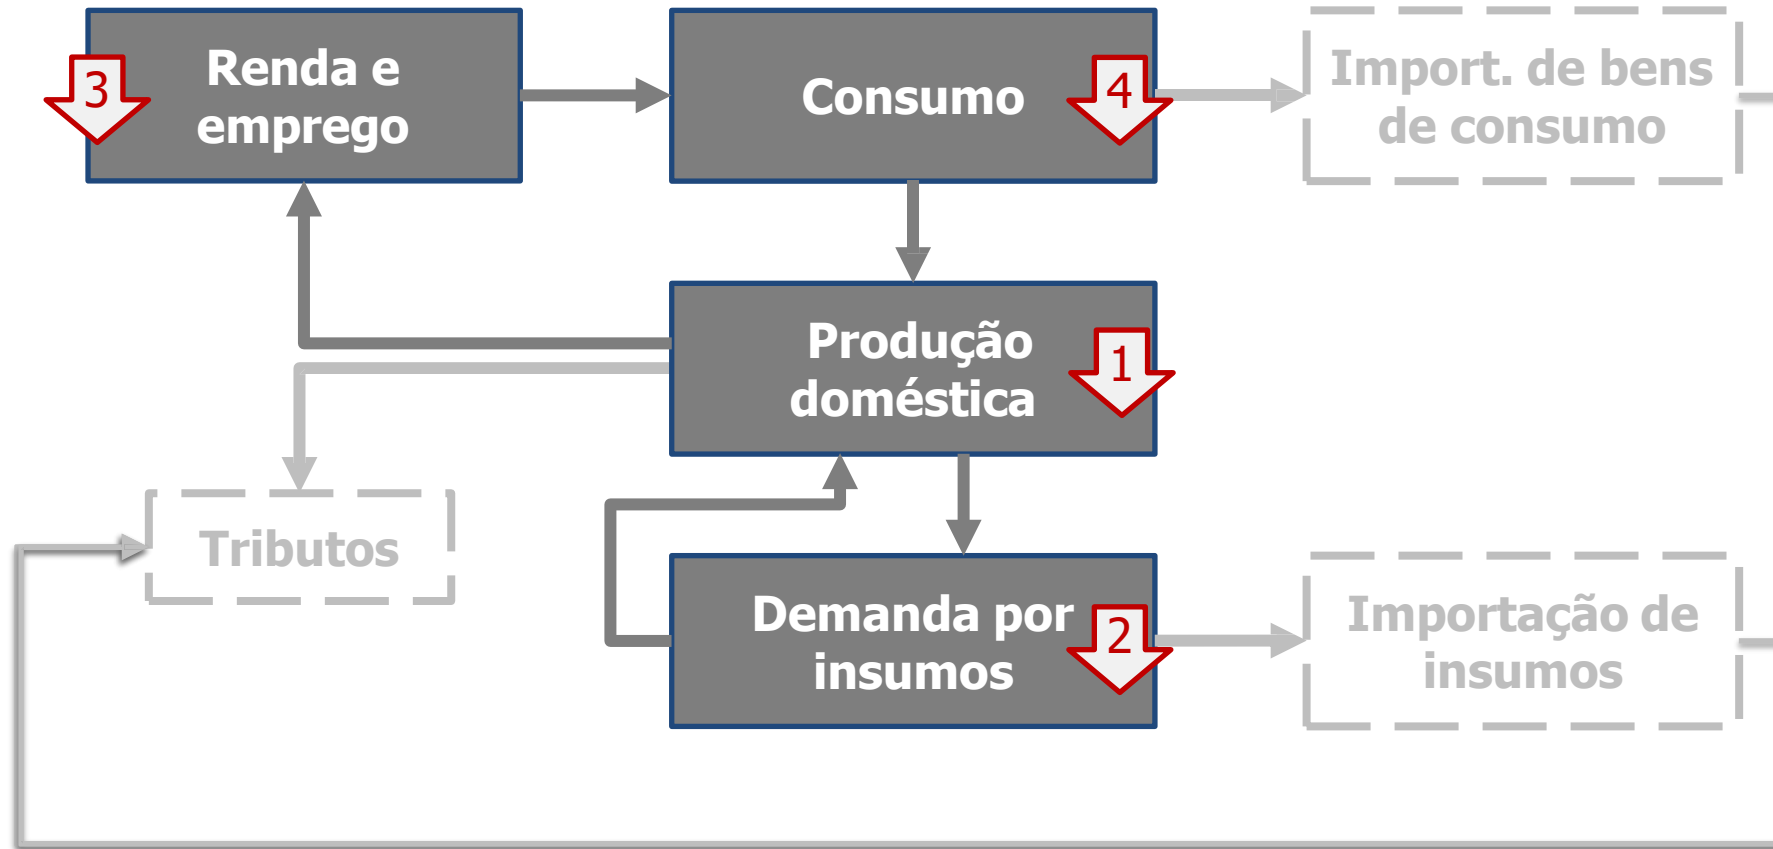 3
Renda e
emprego
Consumo
4
Import. de bens
de consumo
Produção
doméstica
1
Tributos
Demanda por
insumos
2
Importação de
insumos